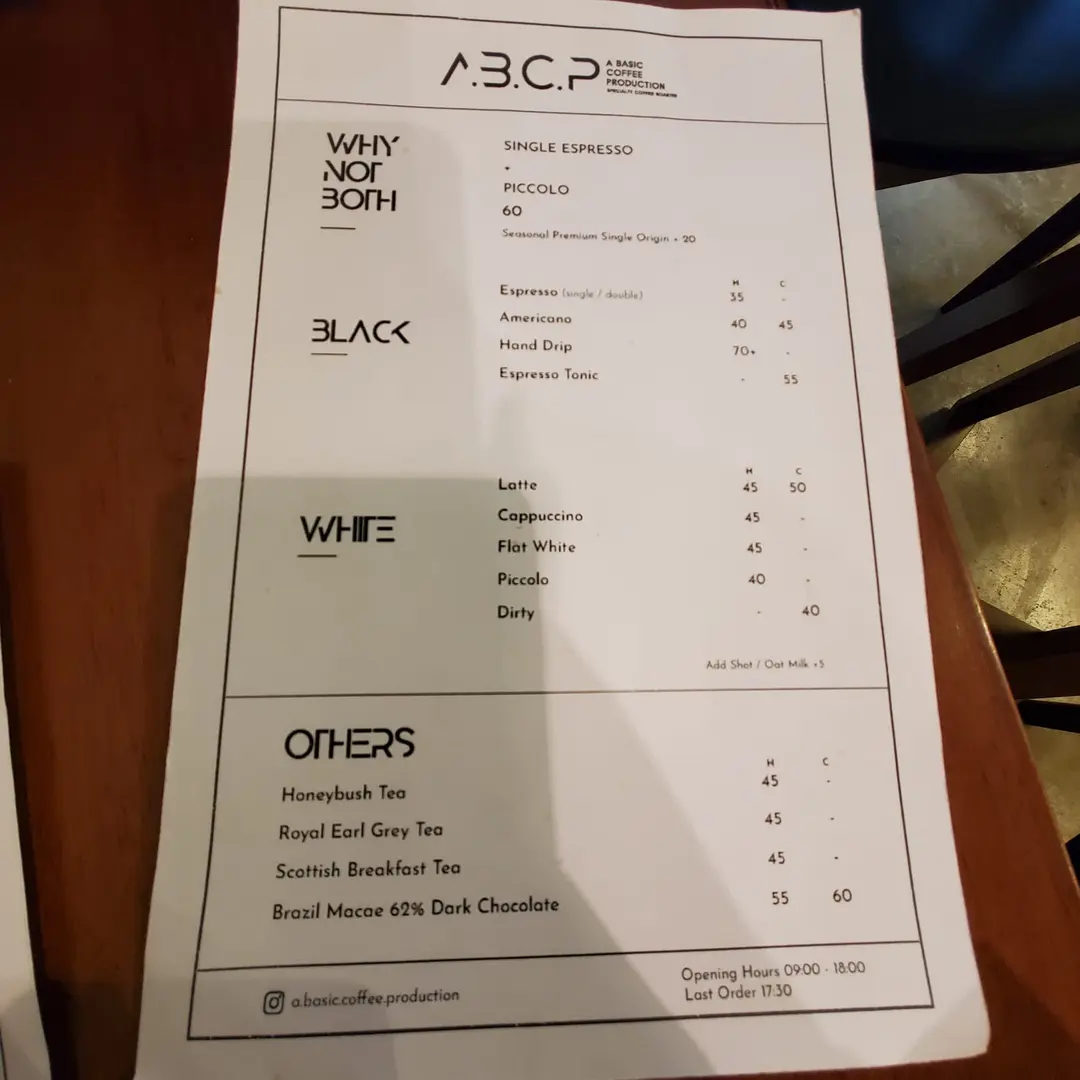 A.B.C.P
A BASIC
COFFEE
PRODUCTION
SPECIALTY COFFEE ROASTER
WHY
NOT
BOTH
SINGLE ESPRESSO
+
PICCOLO
60
Seasonal Premium Single Origin + 20
BLACK
H C
Espresso (single / double) 35 -
Americano 40 45
Hand Drip 70+ -
Espresso Tonic - 55
WHITE
H C
Latte 45 50
Cappuccino 45 -
Flat White 45 -
Piccolo 40 -
Dirty - 40
Add Shot / Oat Milk +5
OTHERS
H C
Honeybush Tea 45 -
Royal Earl Grey Tea 45 -
Scottish Breakfast Tea 45 -
Brazil Macae 62% Dark Chocolate 55 60
a.basic.coffee.production
Opening Hours 09:00 - 18:00
Last Order 17:30